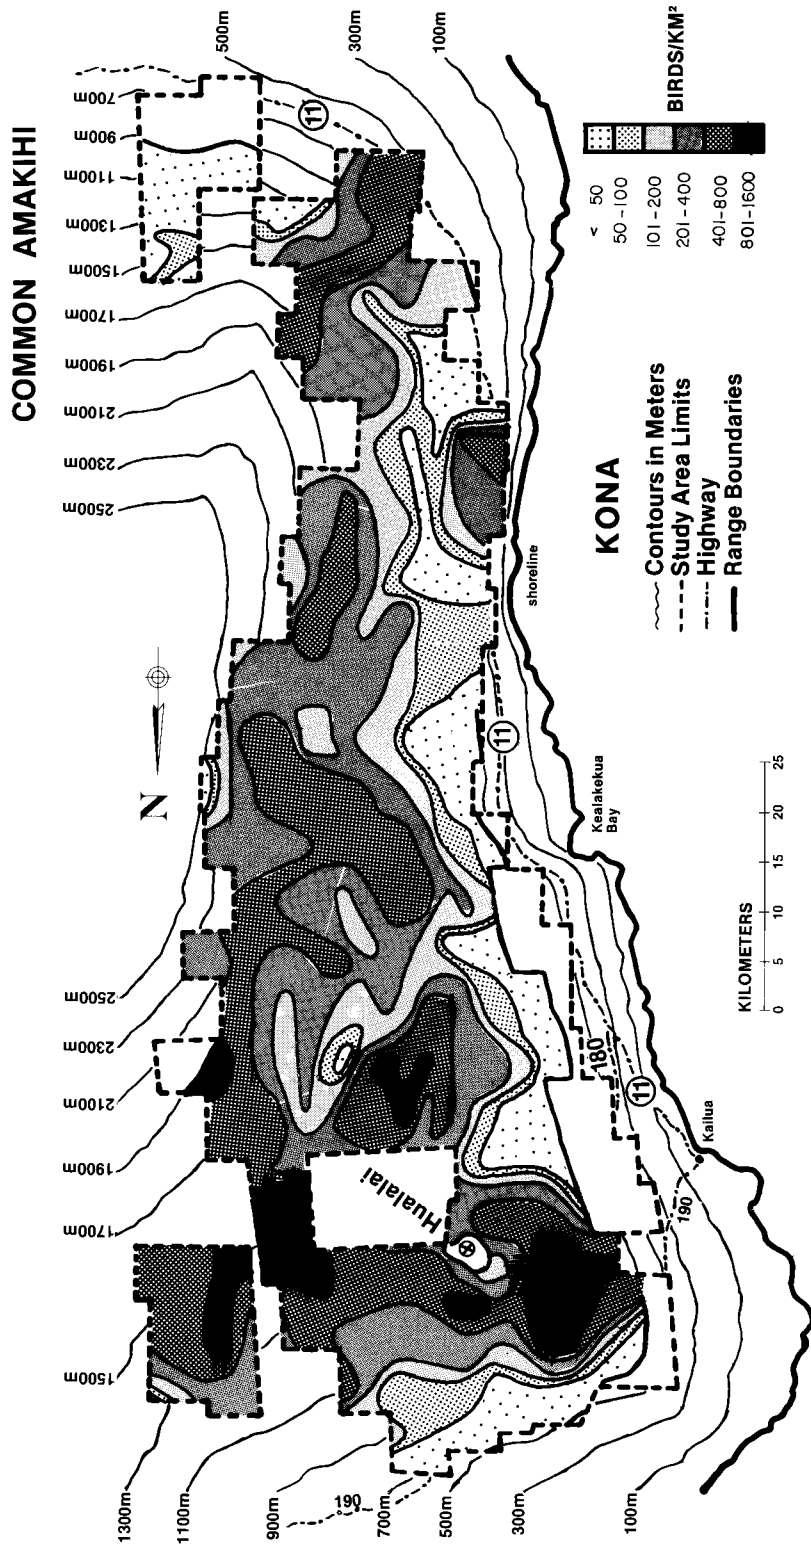 COMMON AMAKIHI
500m
300m
100m
700m
900m
1100m
1300m
1500m
1700m
1900m
2100m
2300m
2500m
11
BIRDS/KM²
< 50
50-100
101-200
201-400
401-800
801-1600
KONA
Contours in Meters
Study Area Limits
Highway
Range Boundaries
shoreline
N
11
Kealakekua
Bay
KILOMETERS
0 5 10 15 20 25
2500m
2300m
2100m
1900m
1700m
1500m
Hualalai
180
11
Kailua
190
190
1300m
1100m
900m
700m
500m
300m
100m